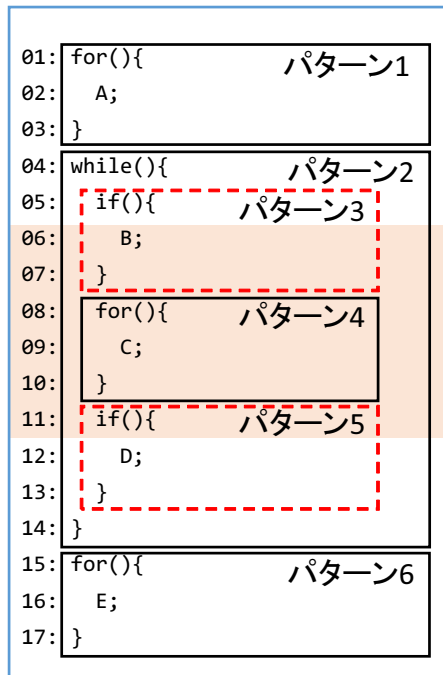 01: for(){ パターン1
02: A;
03: }
04: while(){ パターン2
05: if(){ パターン3
06: B;
07: }
08: for(){ パターン4
09: C;
10: }
11: if(){ パターン5
12: D;
13: }
14: }
15: for(){ パターン6
16: E;
17: }